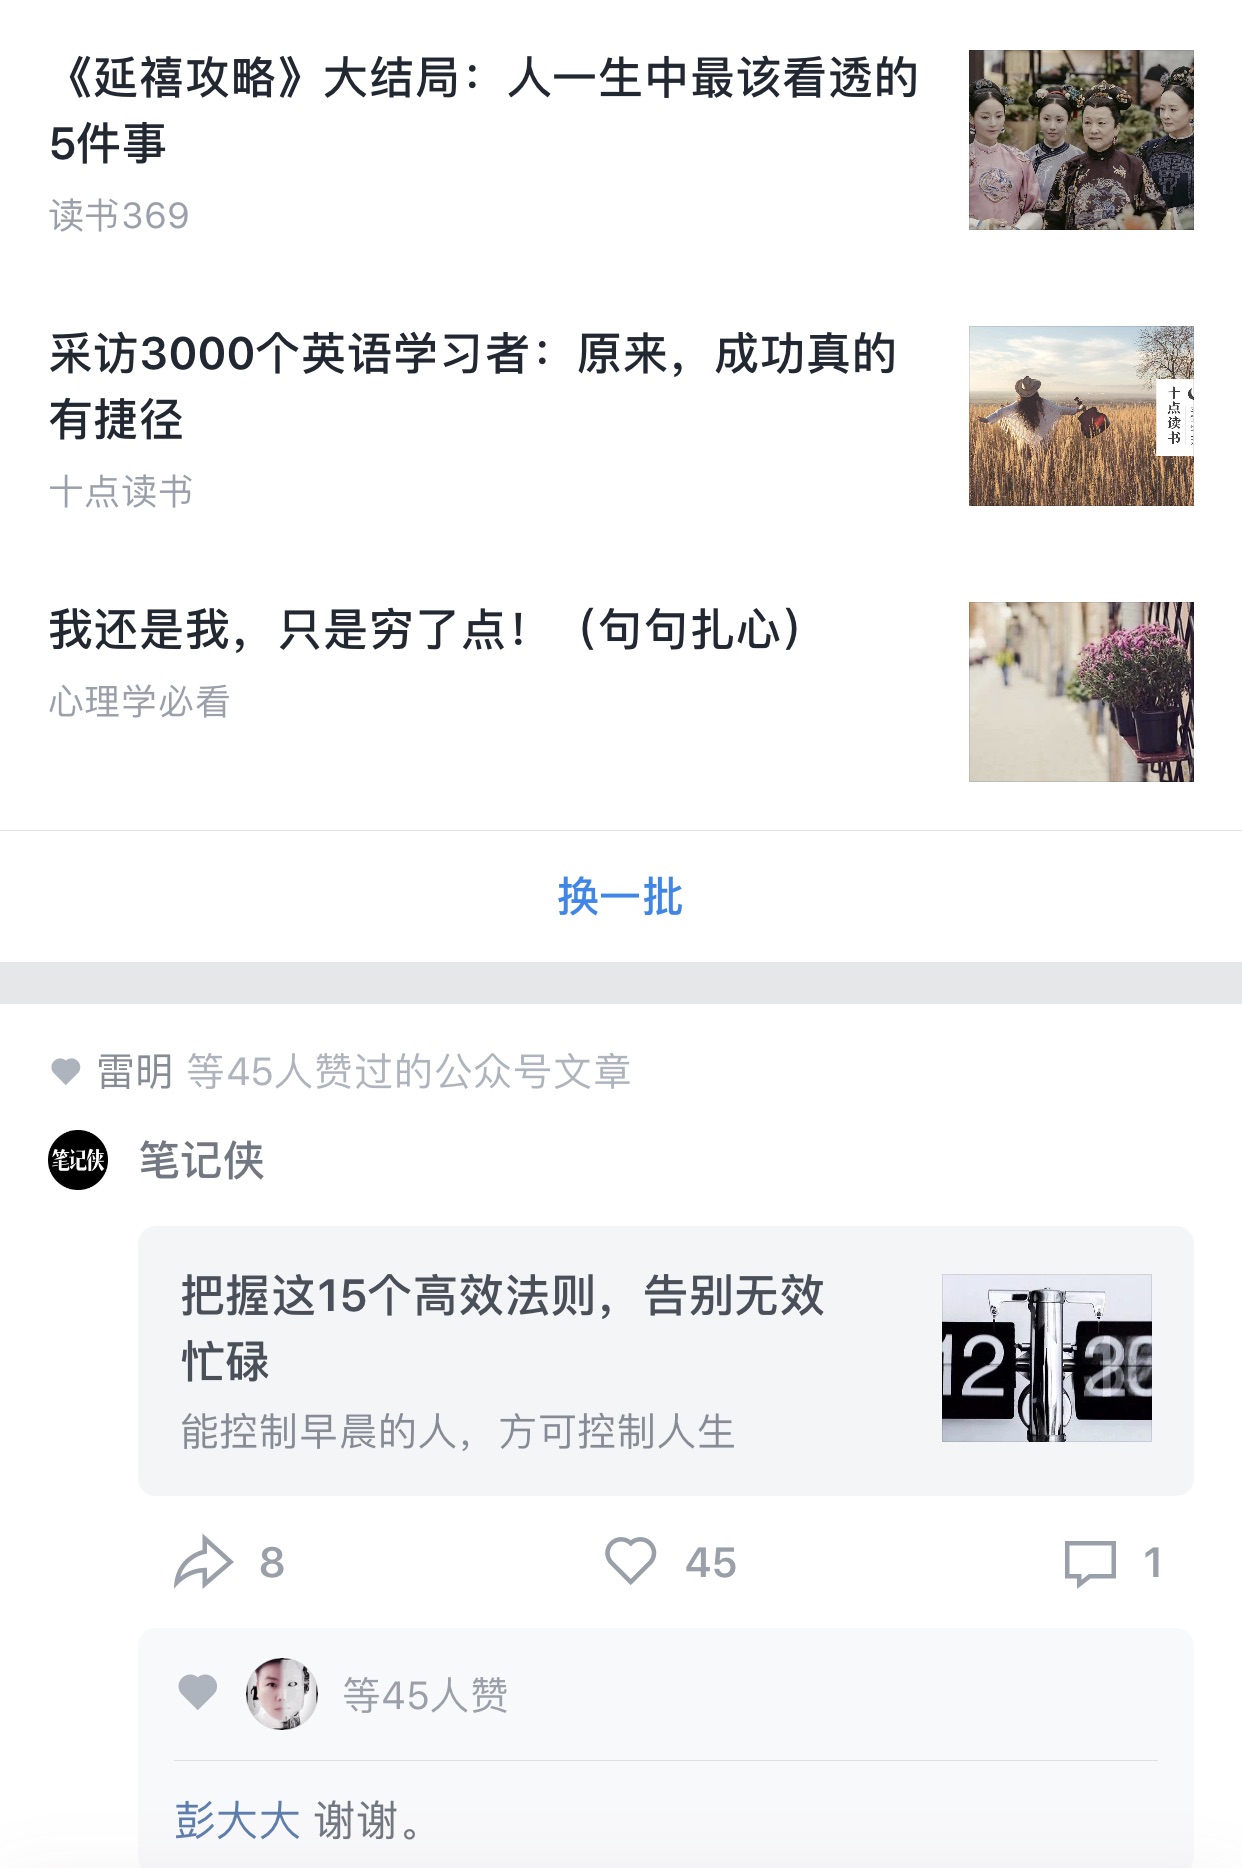 《延禧攻略》大结局：人一生中最该看透的
5件事
读书369
采访3000个英语学习者：原来，成功真的
有捷径
十点读书
十点读书
我还是我，只是穷了点！（句句扎心）
心理学必看
换一批
雷明 等45人赞过的公众号文章
笔记侠
笔记侠
把握这15个高效法则，告别无效
忙碌
能控制早晨的人，方可控制人生
12
8
45
1
等45人赞
彭大大 谢谢。